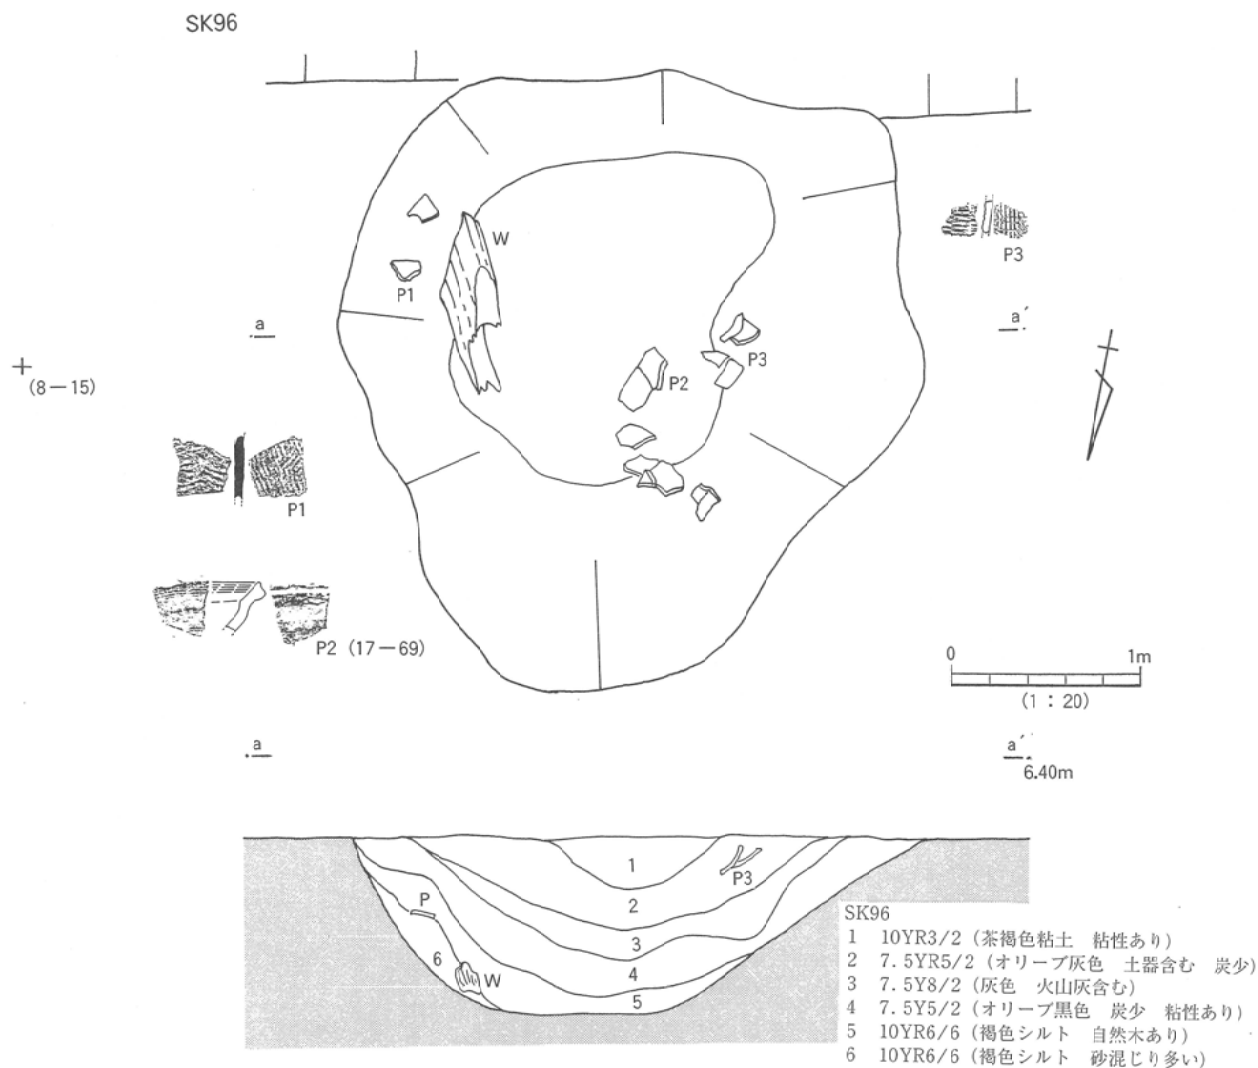 SK96
W
P1
P3
a
a´
+
(8－15)
P3
P2
P1
P2 (17－69)
0 1m
(1：20)
a
a´
6.40m
1
P3
2
P
3
6
W
4
5
SK96
1 10YR3/2 (茶褐色粘土 粘性あり)
2 7.5YR5/2 (オリーブ灰色 土器含む 炭少)
3 7.5Y8/2 (灰色 火山灰含む)
4 7.5Y5/2 (オリーブ黒色 炭少 粘性あり)
5 10YR6/6 (褐色シルト 自然木あり)
6 10YR6/6 (褐色シルト 砂混じり多い)